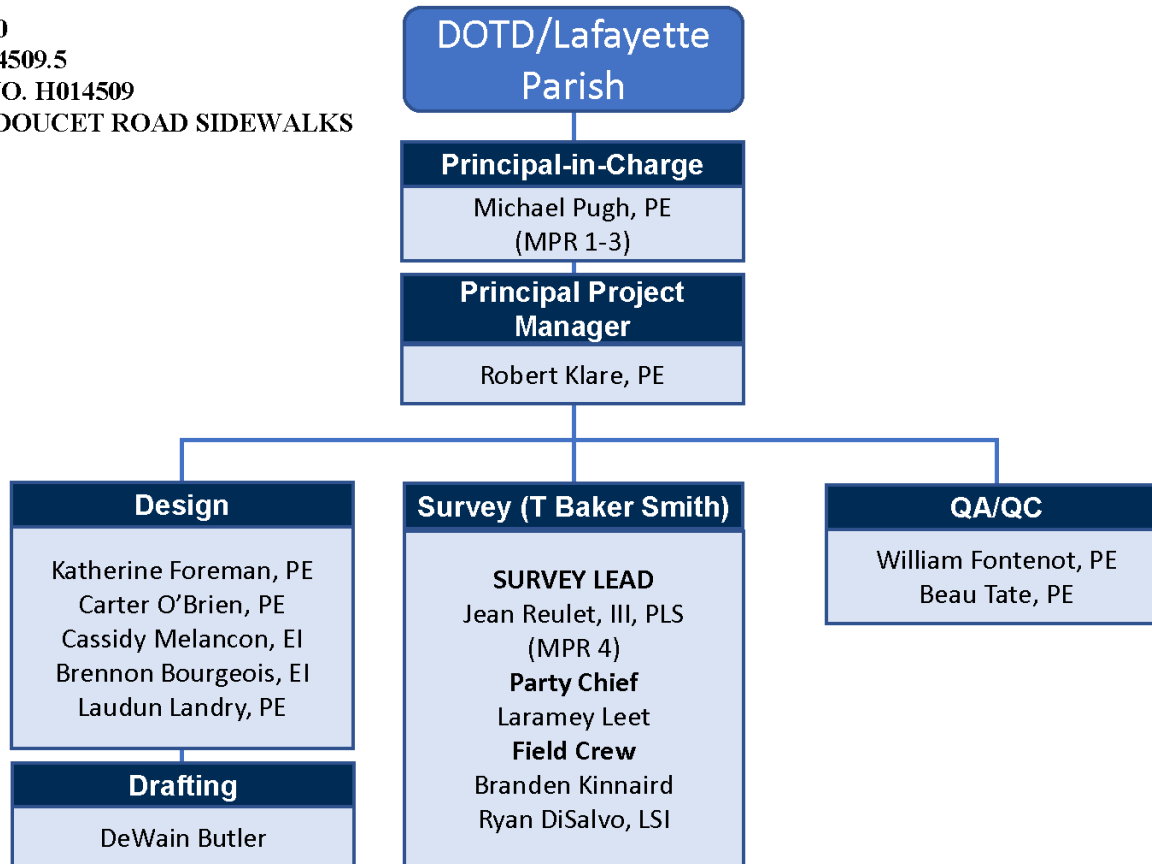 0
4509.5
NO. H014509
DOUCET ROAD SIDEWALKS
DOTD/Lafayette
Parish
Principal-in-Charge
Michael Pugh, PE
(MPR 1-3)
Principal Project
Manager
Robert Klare, PE
Design
Katherine Foreman, PE
Carter O’Brien, PE
Cassidy Melancon, EI
Brennon Bourgeois, EI
Laudun Landry, PE
Drafting
DeWain Butler
Survey (T Baker Smith)
SURVEY LEAD
Jean Reulet, III, PLS
(MPR 4)
Party Chief
Laramey Leet
Field Crew
Branden Kinnaird
Ryan DiSalvo, LSI
QA/QC
William Fontenot, PE
Beau Tate, PE